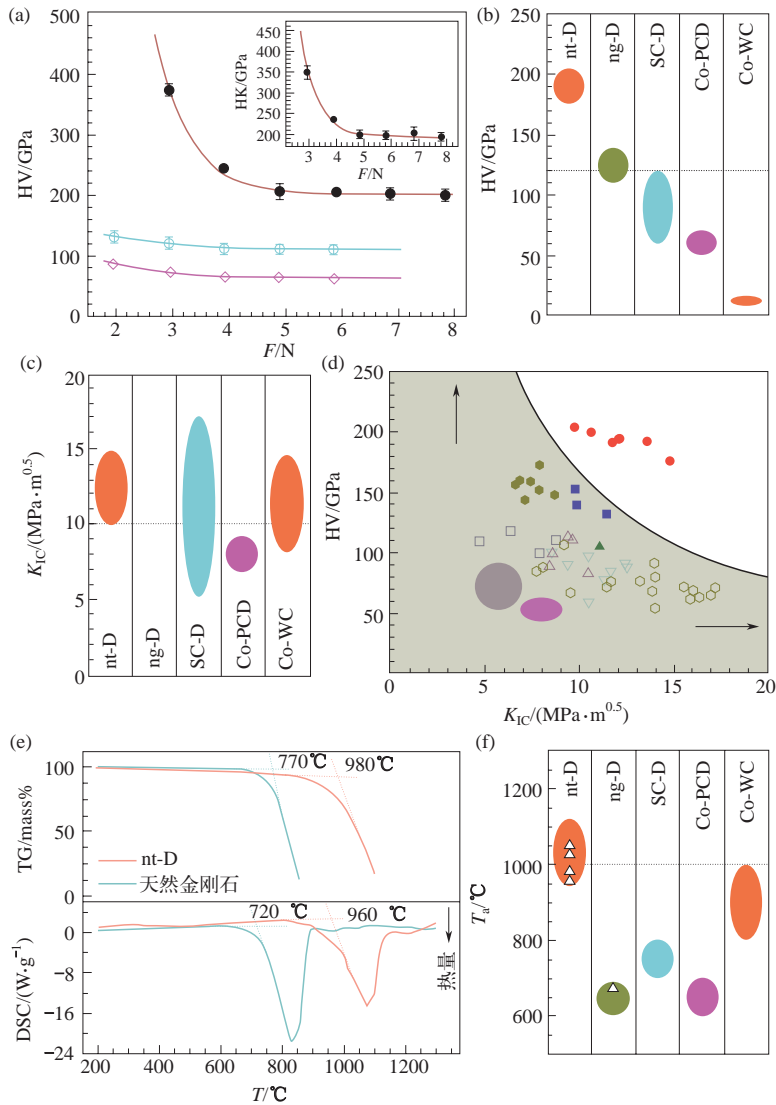 (a)
500
400
300
200
100
0
HV/GPa
2
3
4
5
6
7
8
F/N
450
400
350
300
250
200
HK/GPa
3
4
5
6
7
8
F/N
(b)
nt-D
ng-D
SC-D
Co-PCD
Co-WC
250
200
150
100
50
0
HV/GPa
(c)
20
15
10
5
0
K_IC/(MPa·m^0.5)
nt-D
ng-D
SC-D
Co-PCD
Co-WC
(d)
250
200
150
100
50
HV/GPa
0
5
10
15
20
K_IC/(MPa·m^0.5)
(e)
100
50
0
TG/mass%
770℃
980℃
nt-D
天然金刚石
0
−8
−16
−24
DSC/(W·g^-1)
720 ℃
960 ℃
热量
200
400
600
800
1000
1200
T/℃
(f)
nt-D
ng-D
SC-D
Co-PCD
Co-WC
1200
1000
800
600
T_a/℃